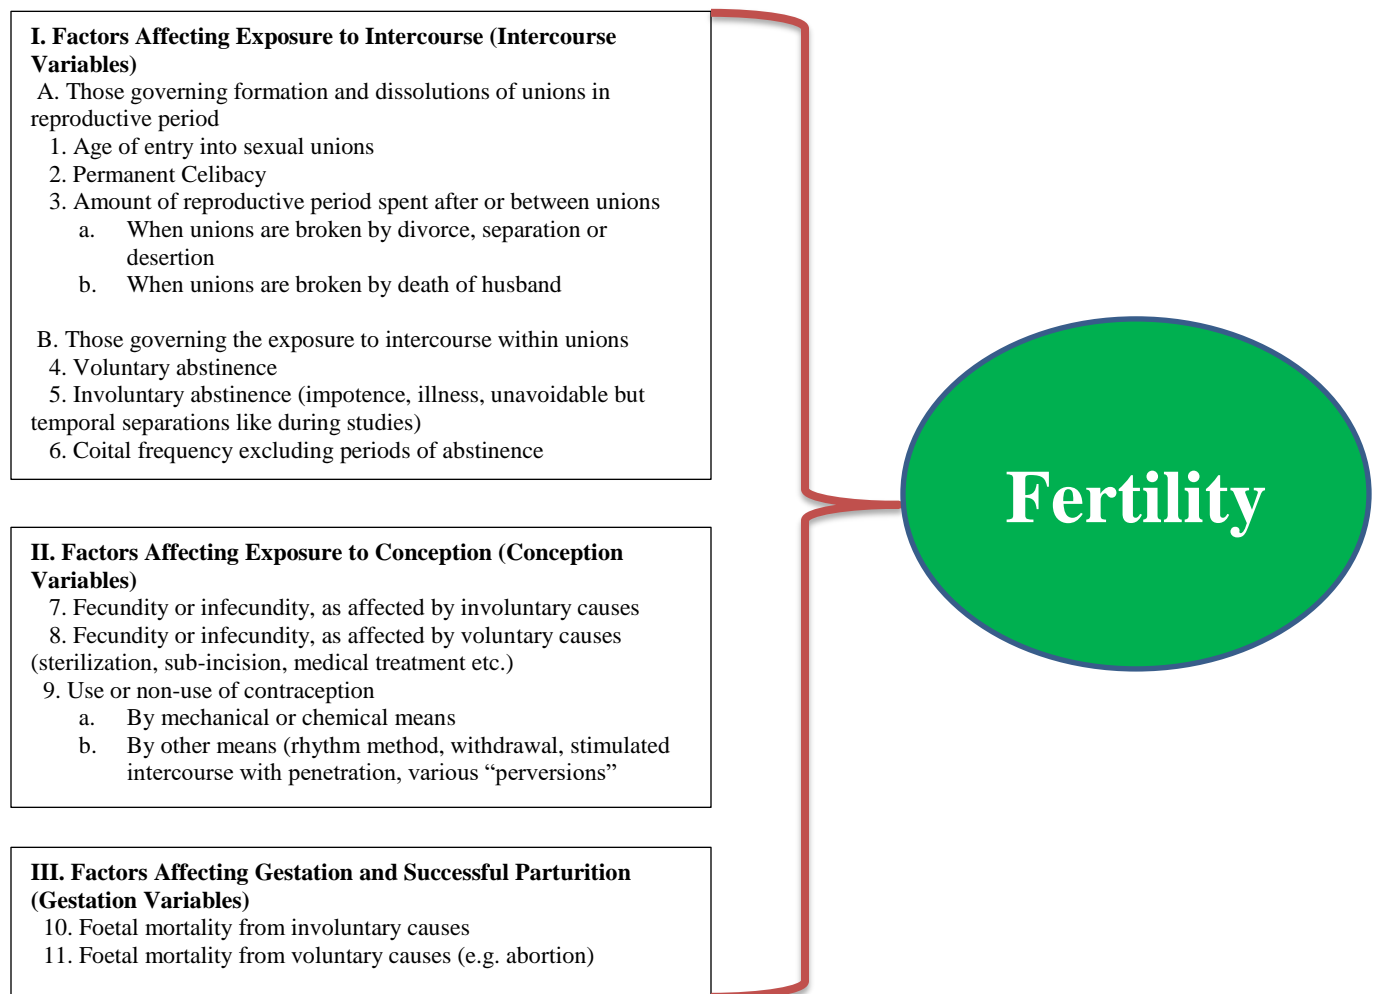 I. Factors Affecting Exposure to Intercourse (Intercourse
Variables)
A. Those governing formation and dissolutions of unions in
reproductive period
1. Age of entry into sexual unions
2. Permanent Celibacy
3. Amount of reproductive period spent after or between unions
a. When unions are broken by divorce, separation or
desertion
b. When unions are broken by death of husband
B. Those governing the exposure to intercourse within unions
4. Voluntary abstinence
5. Involuntary abstinence (impotence, illness, unavoidable but
temporal separations like during studies)
6. Coital frequency excluding periods of abstinence
II. Factors Affecting Exposure to Conception (Conception
Variables)
7. Fecundity or infecundity, as affected by involuntary causes
8. Fecundity or infecundity, as affected by voluntary causes
(sterilization, sub-incision, medical treatment etc.)
9. Use or non-use of contraception
a. By mechanical or chemical means
b. By other means (rhythm method, withdrawal, stimulated
intercourse with penetration, various “perversions”
III. Factors Affecting Gestation and Successful Parturition
(Gestation Variables)
10. Foetal mortality from involuntary causes
11. Foetal mortality from voluntary causes (e.g. abortion)
Fertility